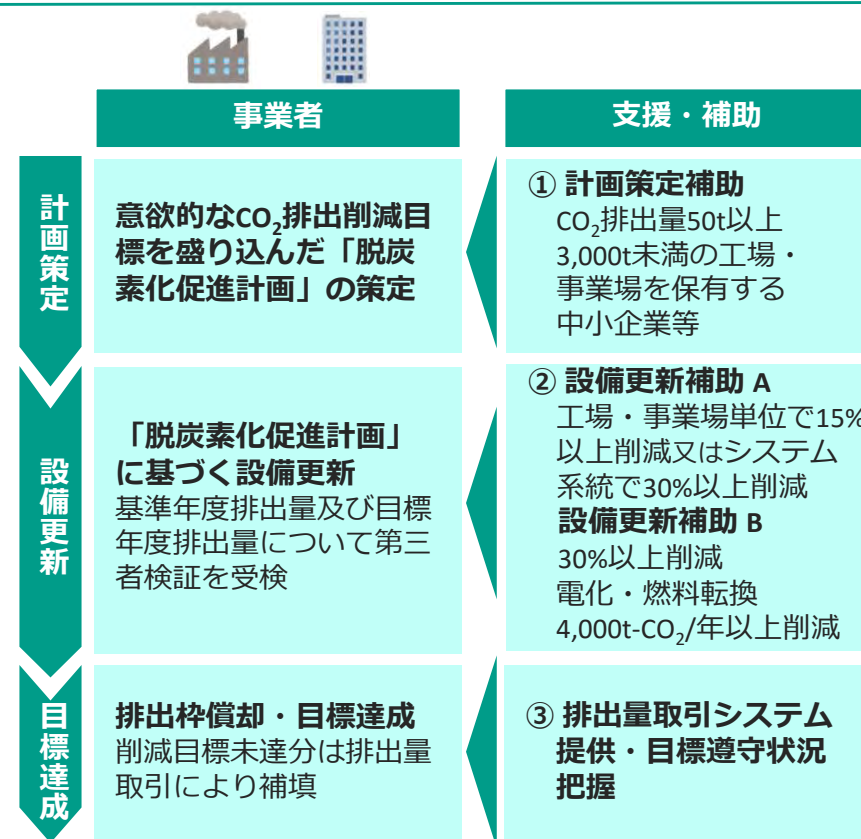 事業者
支援・補助
計画策定
意欲的なCO₂排出削減目
標を盛り込んだ「脱炭
素化促進計画」の策定
① 計画策定補助
CO₂排出量50t以上
3,000t未満の工場・
事業場を保有する
中小企業等
設備更新
「脱炭素化促進計画」
に基づく設備更新
基準年度排出量及び目標
年度排出量について第三
者検証を受検
② 設備更新補助 A
工場・事業場単位で15%
以上削減又はシステム
系統で30%以上削減
設備更新補助 B
30%以上削減
電化・燃料転換
4,000t-CO₂/年以上削減
目標達成
排出枠償却・目標達成
削減目標未達分は排出量
取引により補填
③ 排出量取引システム
提供・目標遵守状況
把握